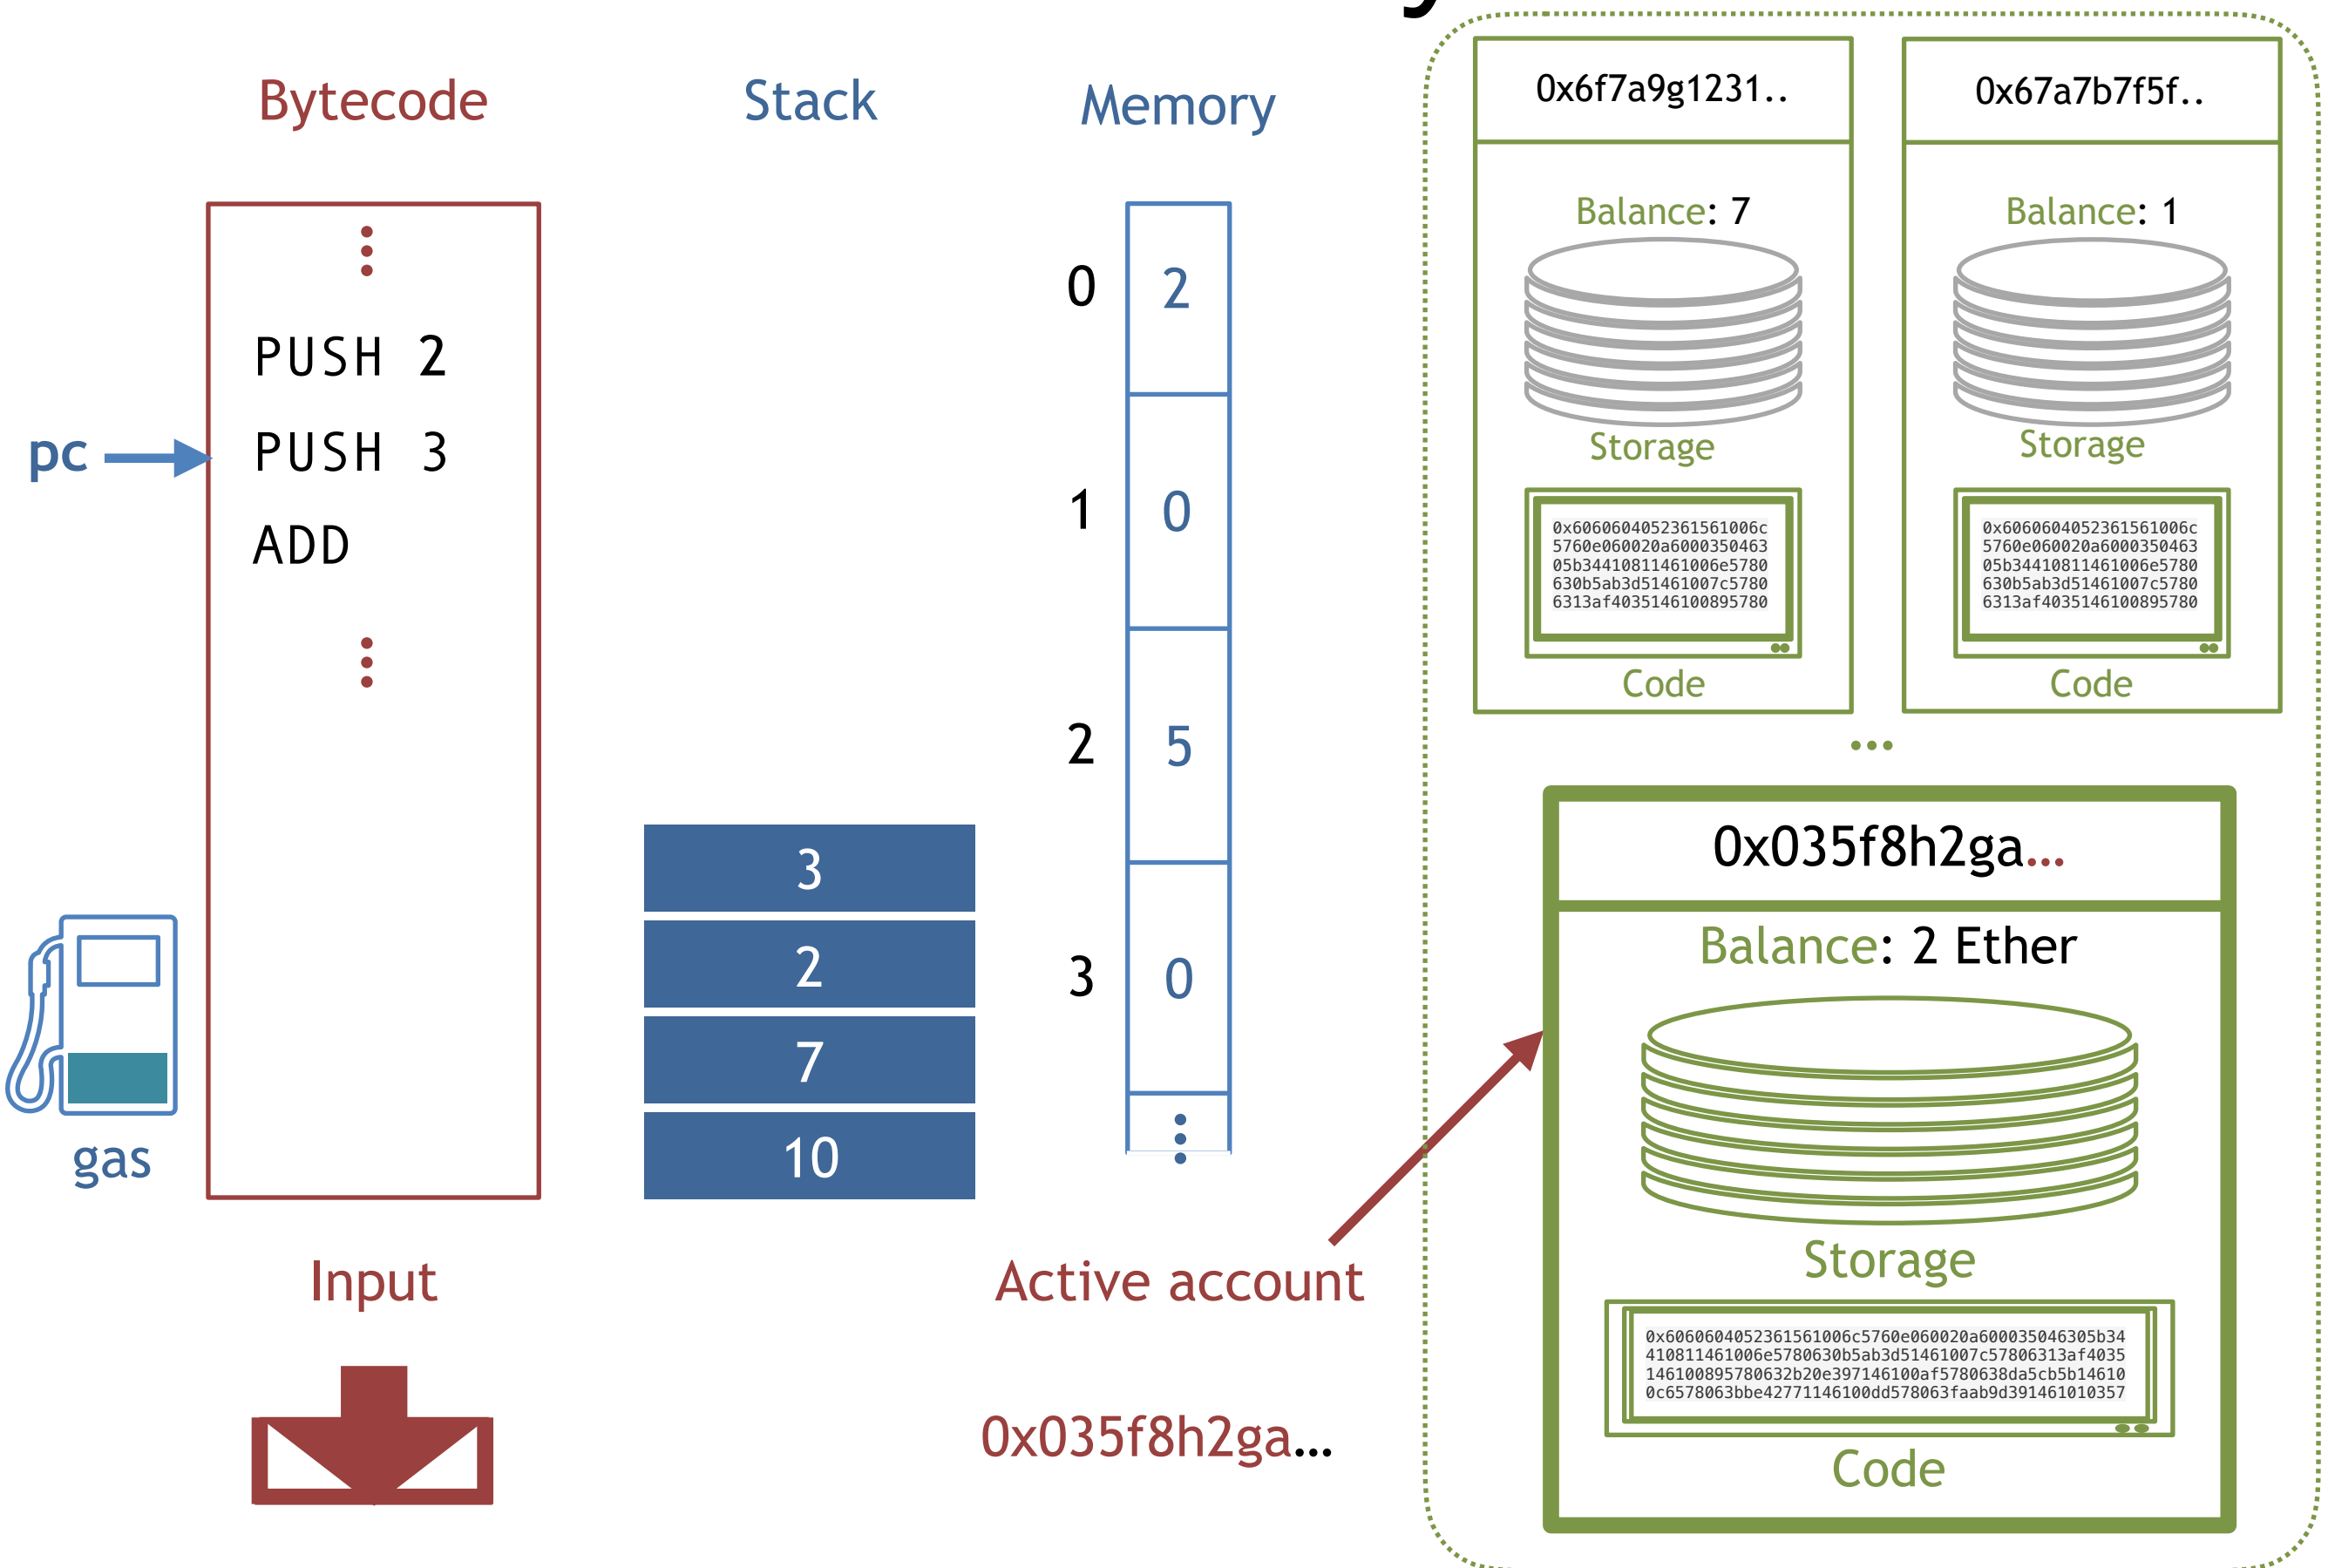 Bytecode
PUSH 2
pc
PUSH 3
ADD
gas
Input
Stack
3
2
7
10
Memory
0
2
1
0
2
5
3
0
Active account
0x035f8h2ga...
0x6f7a9g1231..
Balance: 7
Storage
0x6060604052361561006c
5760e060020a6000350463
05b34410811461006e5780
630b5ab3d51461007c5780
6313af4035146100895780
Code
0x67a7b7f5f..
Balance: 1
Storage
0x6060604052361561006c
5760e060020a6000350463
05b34410811461006e5780
630b5ab3d51461007c5780
6313af4035146100895780
Code
...
0x035f8h2ga...
Balance: 2 Ether
Storage
0x6060604052361561006c5760e060020a600035046305b34
410811461006e5780630b5ab3d51461007c57806313af4035
146100895780632b20e397146100af5780638da5cb5b14610
0c6578063bbe42771146100dd578063faab9d391461010357
Code